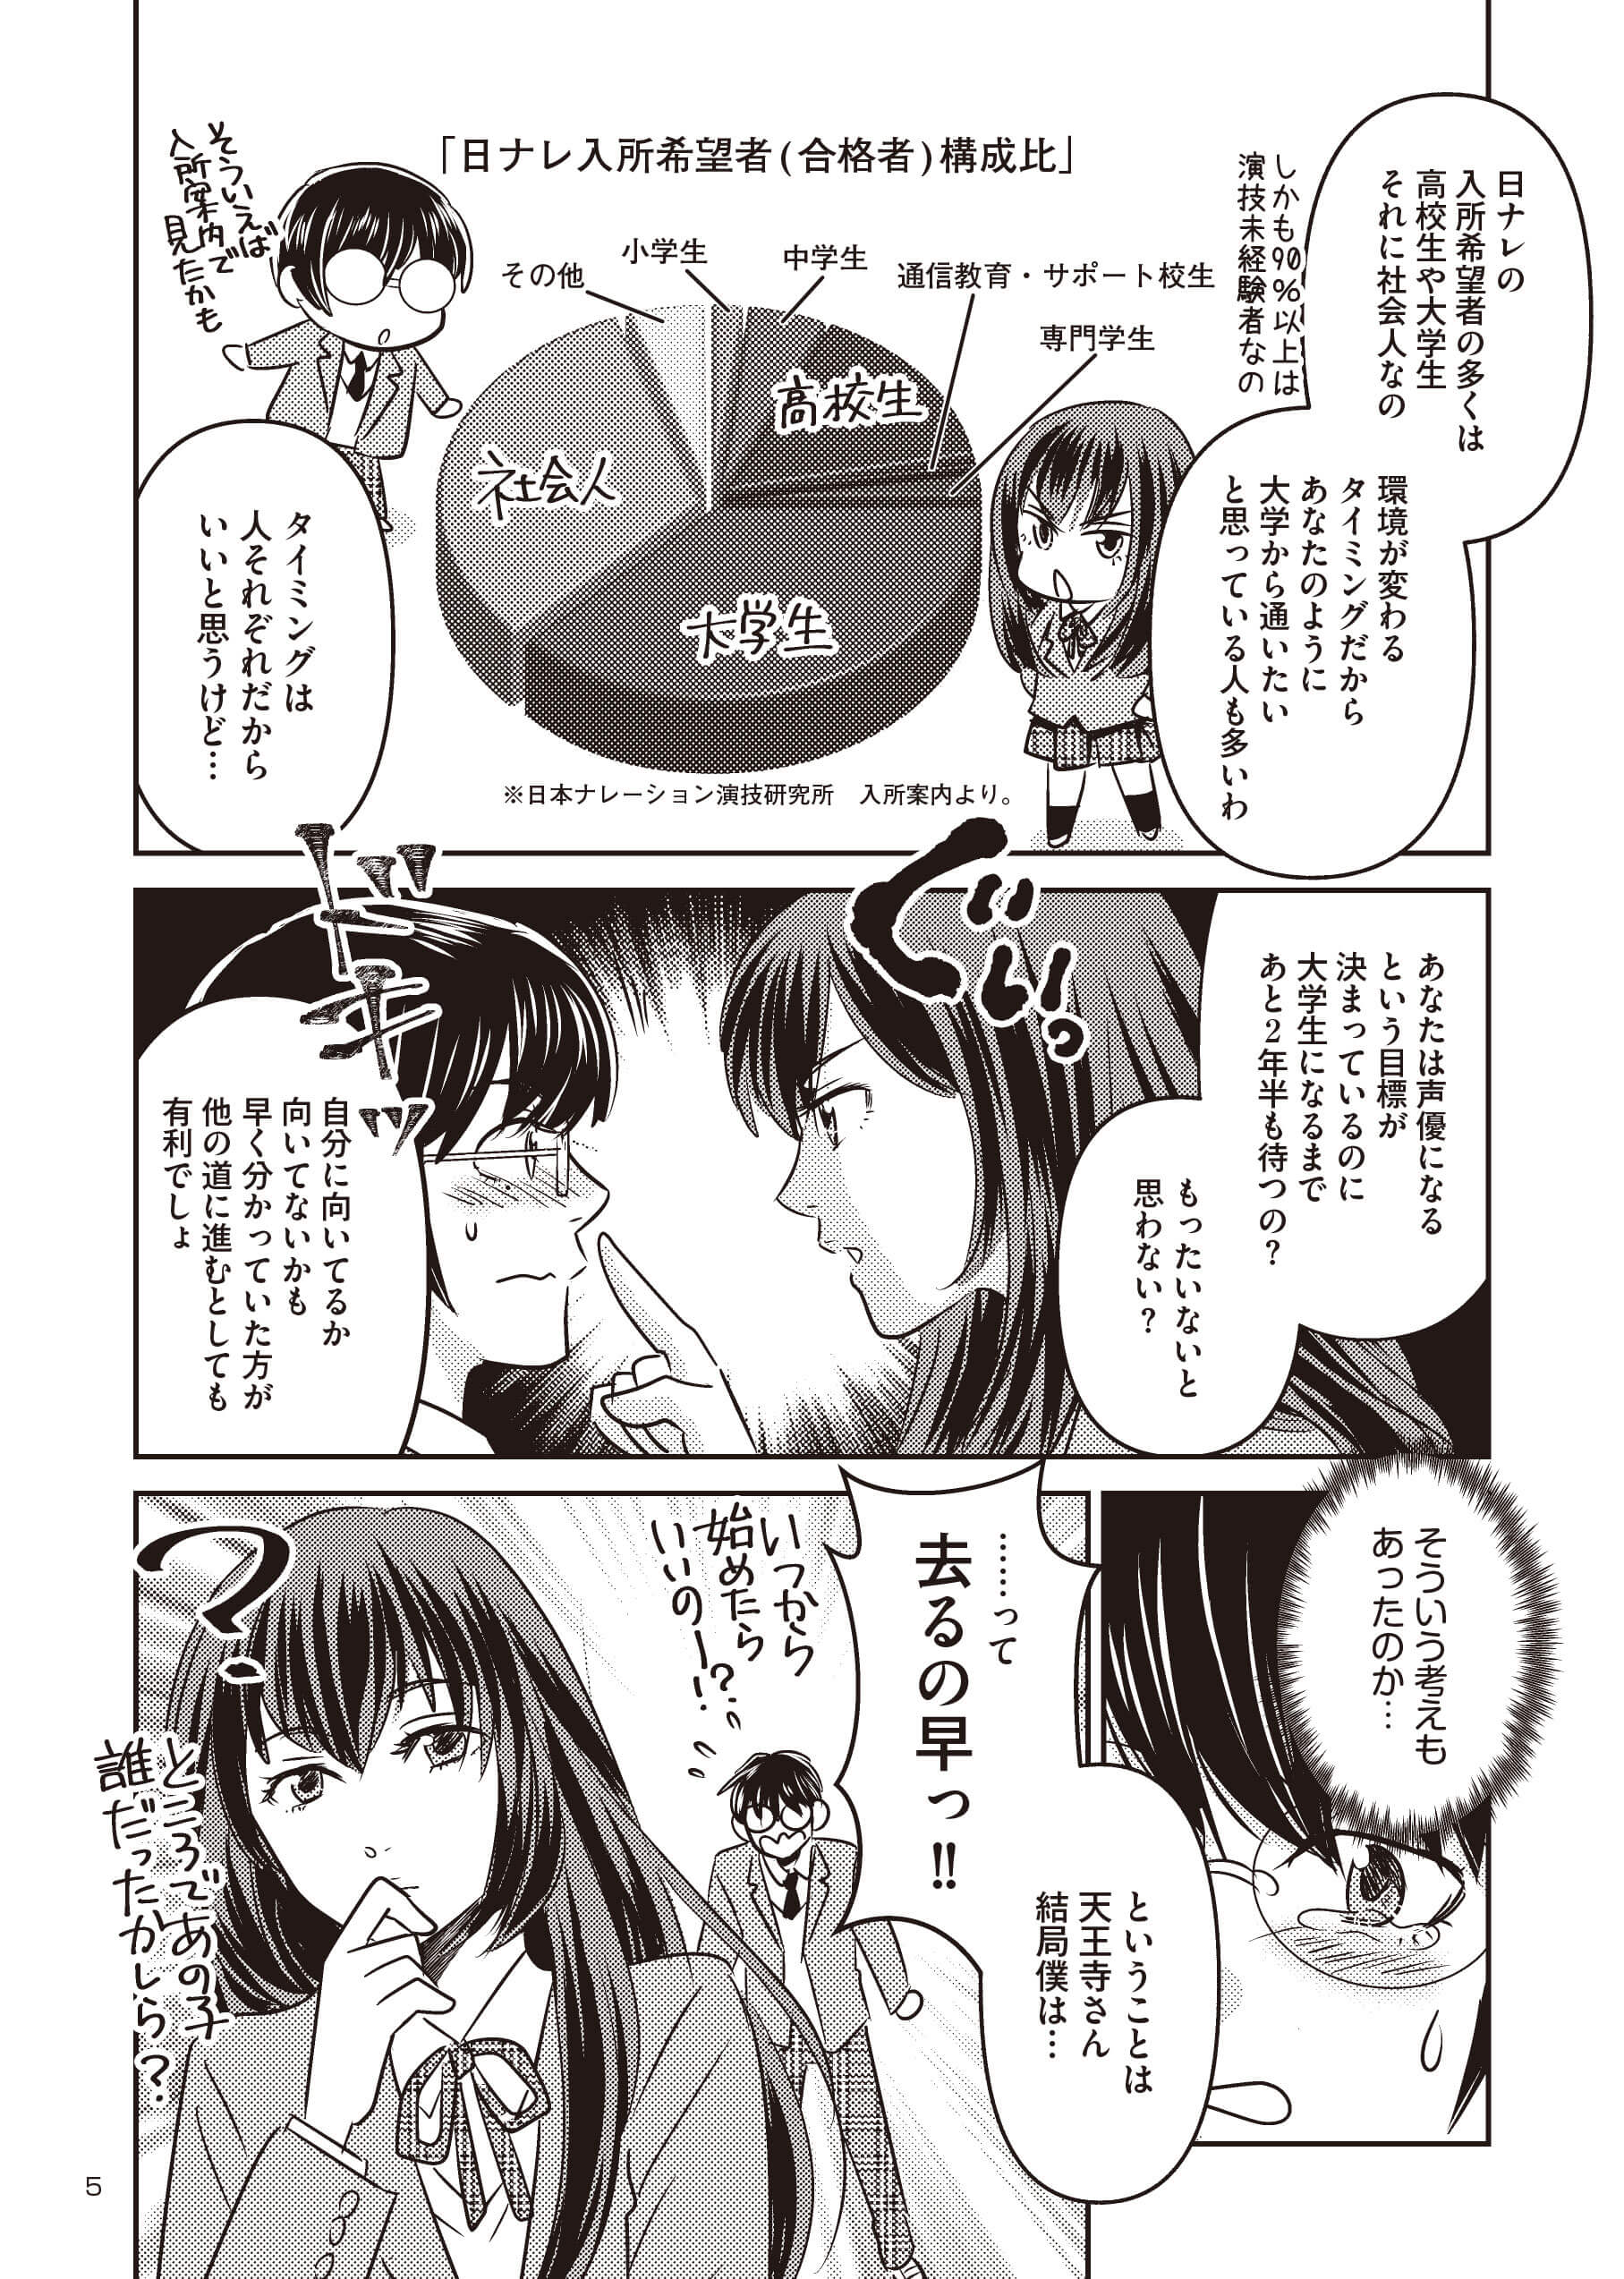 日ナレの
入所希望者の多くは
高校生や大学生
それに社会人なの
しかも90％以上は
演技未経験者なの
環境が変わる
タイミングだから
あなたのように
大学から通いたい
と思っている人も多いわ
「日ナレ入所希望者(合格者)構成比」
その他
小学生
中学生
通信教育・サポート校生
専門学生
高校生
社会人
大学生
※日本ナレーション演技研究所　入所案内より。
そういえば
入所案内で
見たかも
タイミングは
人それぞれだから
いいと思うけど…
あなたは声優になる
という目標が
決まっているのに
大学生になるまで
あと2年半も待つの？
もったいないと
思わない？
ぐいいっ
ドドキッ
自分に向いてるか
向いてないかも
早く分かっていた方が
他の道に進むとしても
有利でしょ
そういう考えも
あったのか…
……って
去るの早っ!!
ということは
天王寺さん
結局僕は…
いつから
始めたら
いいのー!?
?
ところであの子
誰だったかしら？
5